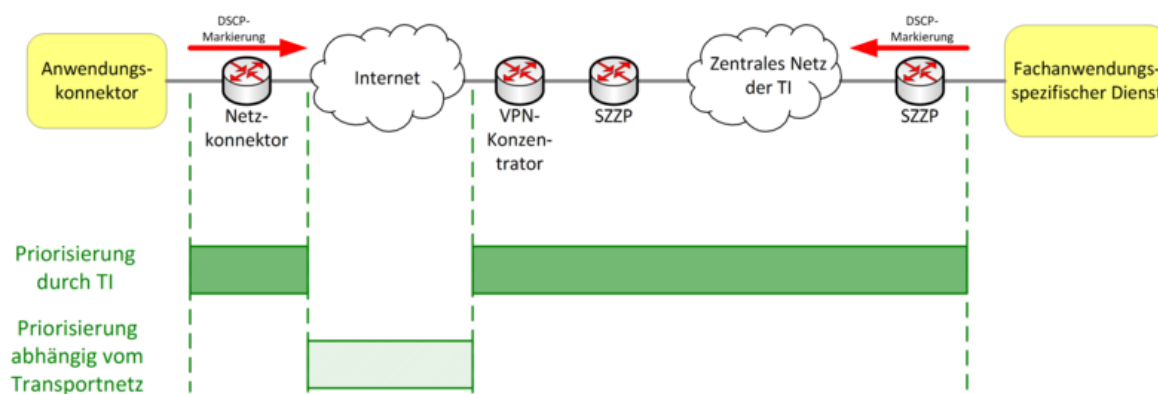 DSCP-
Markierung
DSCP-
Markierung
Anwendungs-
konnektor
Internet
Zentrales Netz
der TI
Fachanwendungs-
spezifischer Dienst
Netz-
konnektor
VPN-
Konzen-
trator
SZZP
SZZP
Priorisierung
durch TI
Priorisierung
abhängig vom
Transportnetz